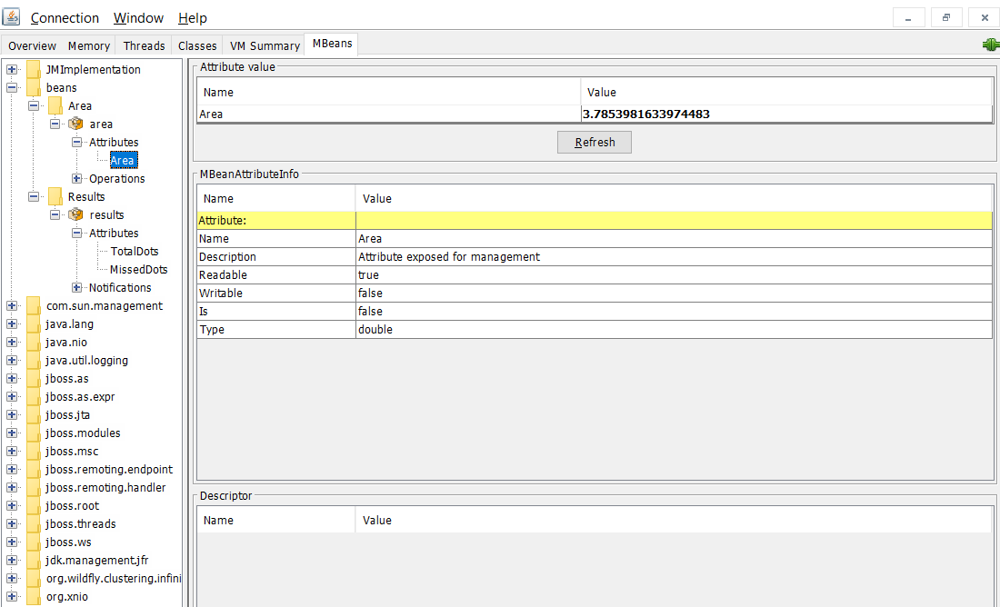 Connection Window Help
Overview Memory Threads Classes VM Summary MBeans
JMImplementation
beans
Area
area
Attributes
Area
Operations
Results
results
Attributes
TotalDots
MissedDots
Notifications
com.sun.management
java.lang
java.nio
java.util.logging
jboss.as
jboss.as.expr
jboss.jta
jboss.modules
jboss.msc
jboss.remoting.endpoint
jboss.remoting.handler
jboss.root
jboss.threads
jboss.ws
jdk.management.jfr
org.wildfly.clustering.infini
org.xnio
Attribute value
Name Value
Area 3.7853981633974483
Refresh
MBeanAttributeInfo
Name Value
Attribute:
Name Area
Description Attribute exposed for management
Readable true
Writable false
Is false
Type double
Descriptor
Name Value